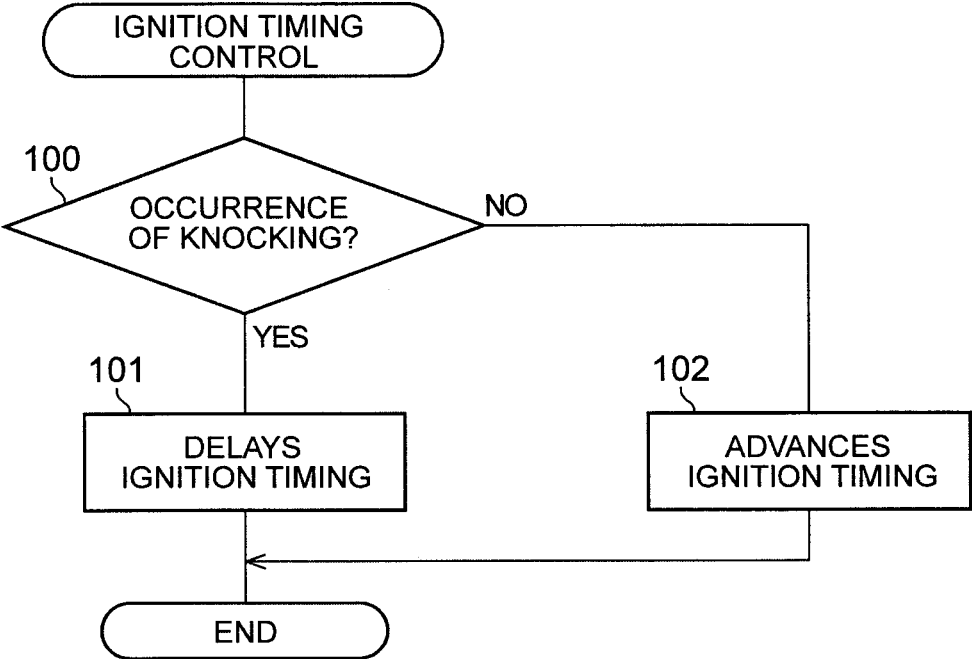 IGNITION TIMING
CONTROL
100
OCCURRENCE
OF KNOCKING?
NO
YES
101
DELAYS
IGNITION TIMING
102
ADVANCES
IGNITION TIMING
END